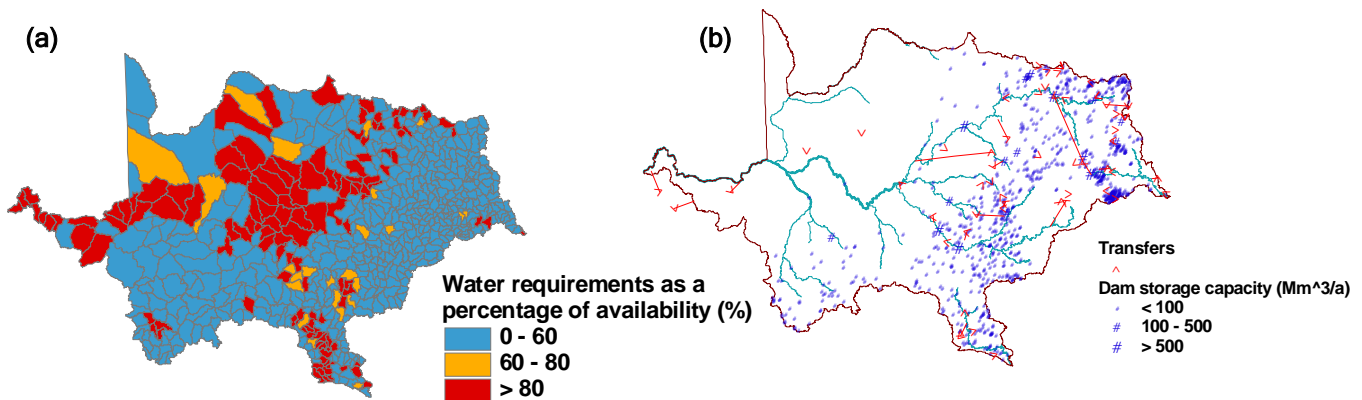 (a)
Water requirements as a
percentage of availability (%)
0 - 60
60 - 80
> 80
(b)
Transfers
Dam storage capacity (Mm^3/a)
< 100
# 100 - 500
# > 500